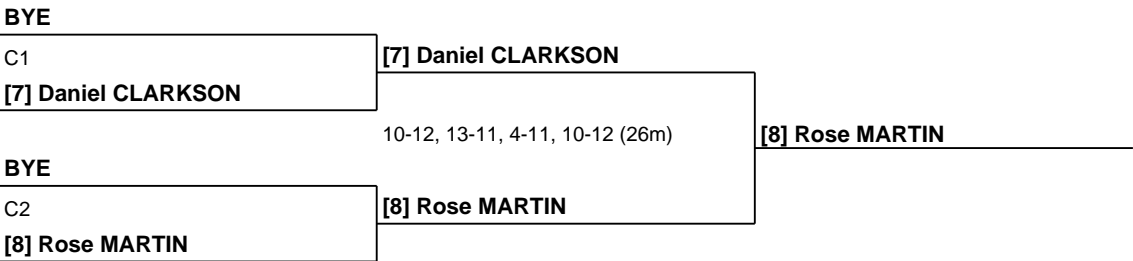 BYE
C1
[7] Daniel CLARKSON
[7] Daniel CLARKSON
10-12, 13-11, 4-11, 10-12 (26m)
[8] Rose MARTIN
BYE
C2
[8] Rose MARTIN
[8] Rose MARTIN